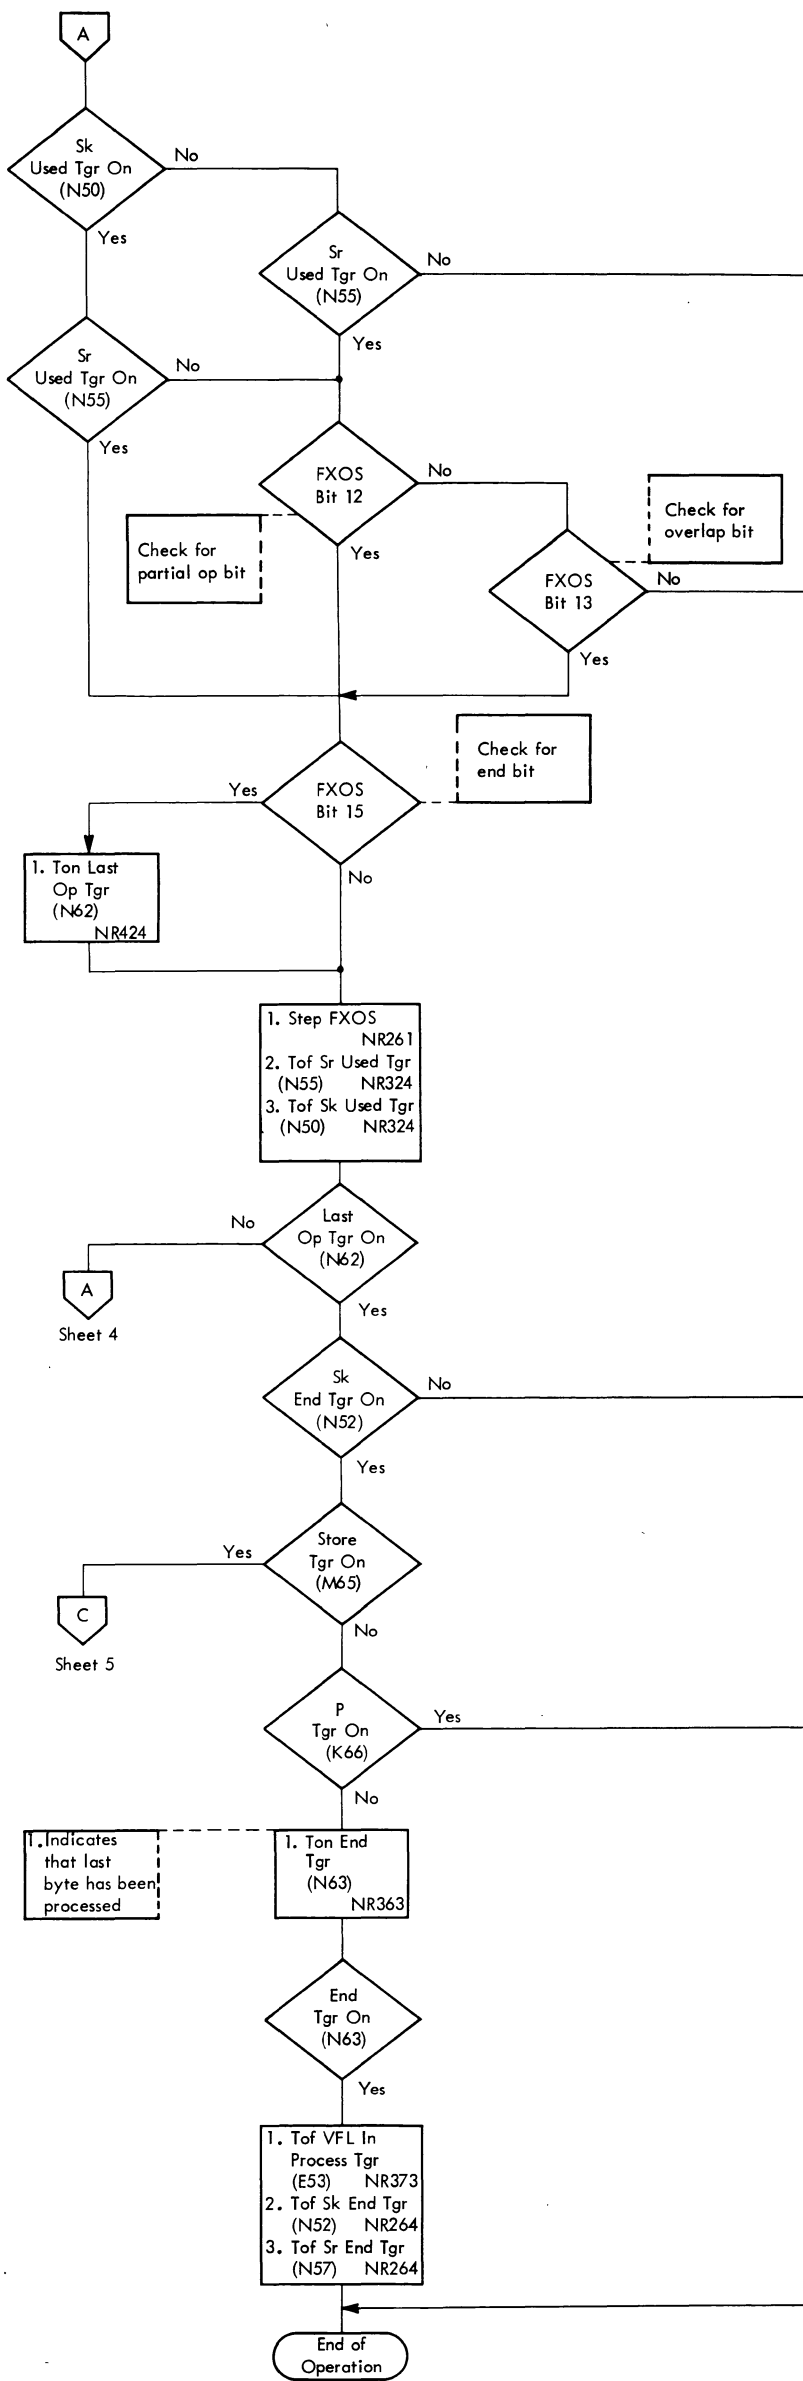 A
Sk
Used Tgr On
(N50)
No
Yes
Sr
Used Tgr On
(N55)
No
Yes
Sr
Used Tgr On
(N55)
No
Yes
FXOS
Bit 12
No
Yes
Check for
partial op bit
Check for
overlap bit
FXOS
Bit 13
No
Yes
Check for
end bit
FXOS
Bit 15
Yes
No
1. Ton Last
Op Tgr
(N62)
NR424
1. Step FXOS
NR261
2. Tof Sr Used Tgr
(N55) NR324
3. Tof Sk Used Tgr
(N50) NR324
Last
Op Tgr On
(N62)
No
Yes
A
Sheet 4
Sk
End Tgr On
(N52)
No
Yes
Store
Tgr On
(M65)
Yes
No
C
Sheet 5
P
Tgr On
(K66)
Yes
No
1. Indicates
that last
byte has been
processed
1. Ton End
Tgr
(N63)
NR363
End
Tgr On
(N63)
Yes
1. Tof VFL In
Process Tgr
(E53) NR373
2. Tof Sk End Tgr
(N52) NR264
3. Tof Sr End Tgr
(N57) NR264
End of
Operation